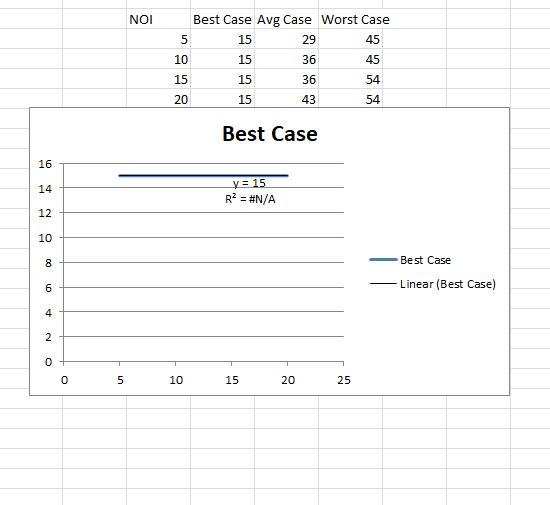 NOI Best Case Avg Case Worst Case
5 15 29 45
10 15 36 45
15 15 36 54
20 15 43 54
Best Case
16
14
12
10
8
6
4
2
0
y = 15
R² = #N/A
0 5 10 15 20 25
Best Case
Linear (Best Case)